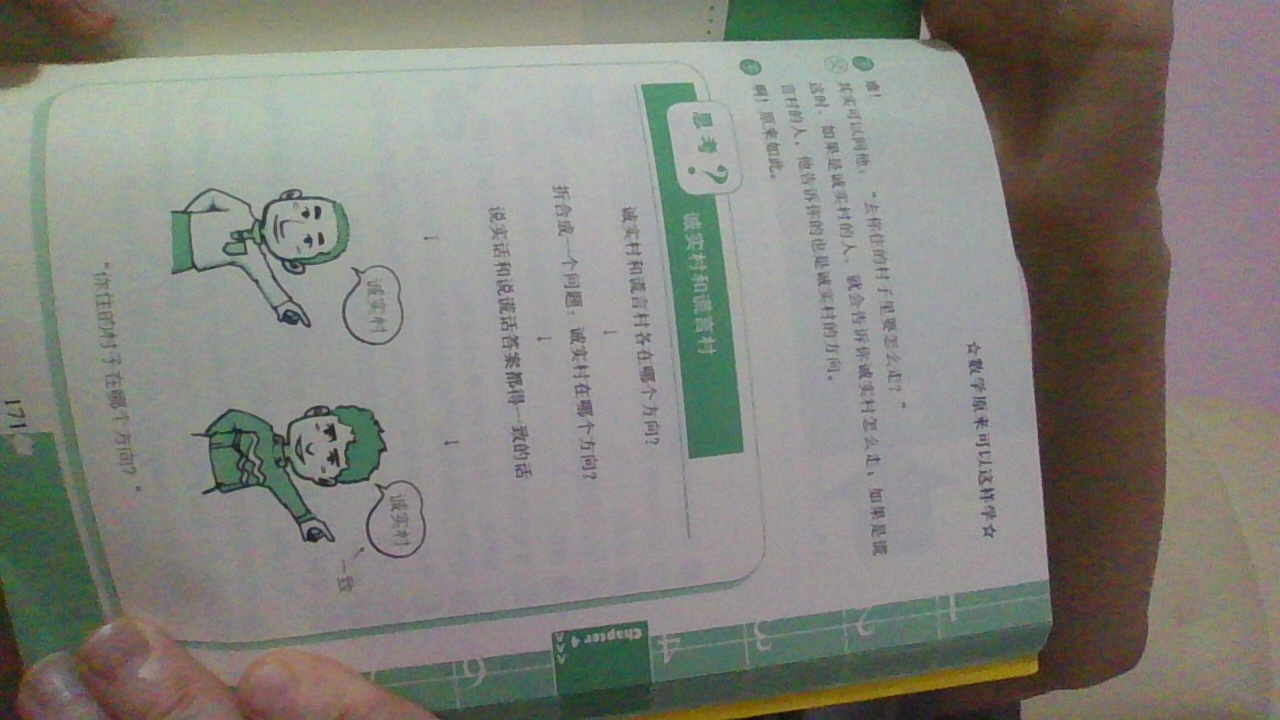 ☆数学原来可以这样学☆
谁!
其实可以问他："去你住的村子里要怎么走？"
这时，如果是诚实村的人，就会告诉你诚实村怎么走，如果是谎
言村的人，他告诉你的也是诚实村的方向。
啊！原来如此。
思考？ 诚实村和谎言村
诚实村和谎言村各在哪个方向？
↓
折合成一个问题：诚实村在哪个方向？
↓
说实话和说谎话答案都得一致的话
↓ ↓
诚实村 诚实村
一致
"你住的村子在哪个方向？"
171
1
2
3
4
Chapter 4
>>>
6